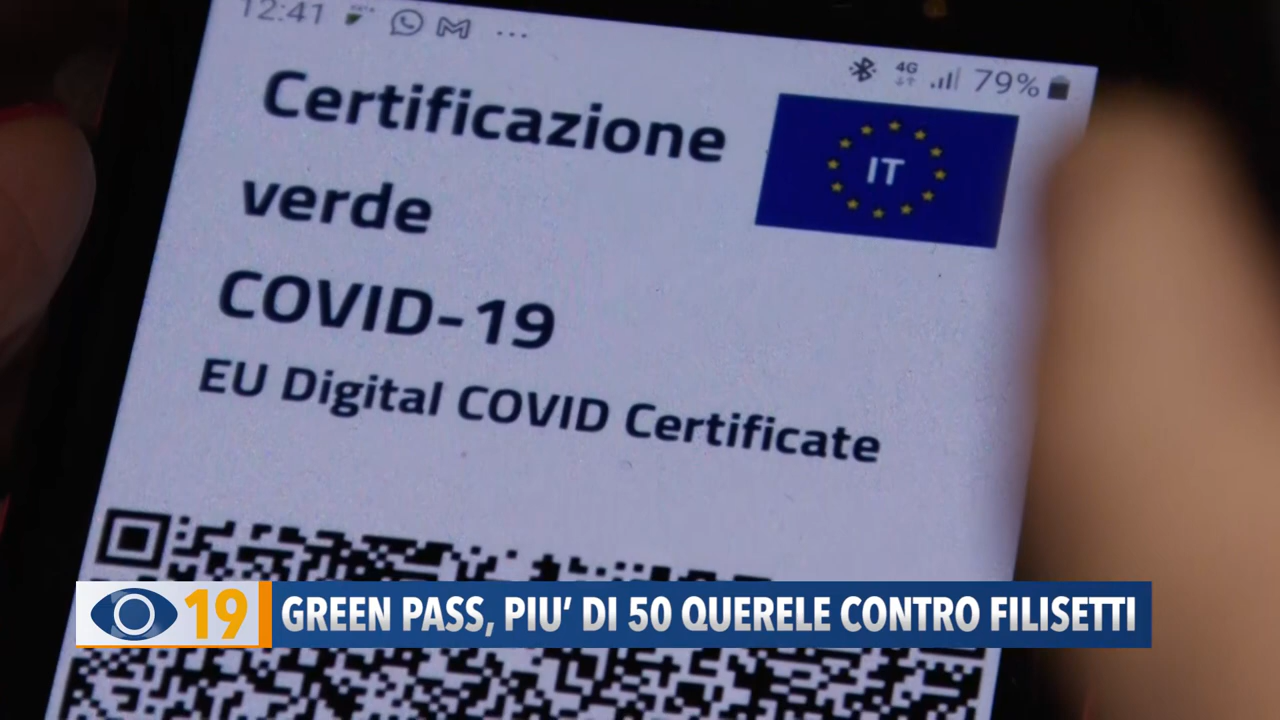 12:41
4G
79%
Certificazione
verde
COVID-19
IT
EU Digital COVID Certificate
19
GREEN PASS, PIU’ DI 50 QUERELE CONTRO FILISETTI